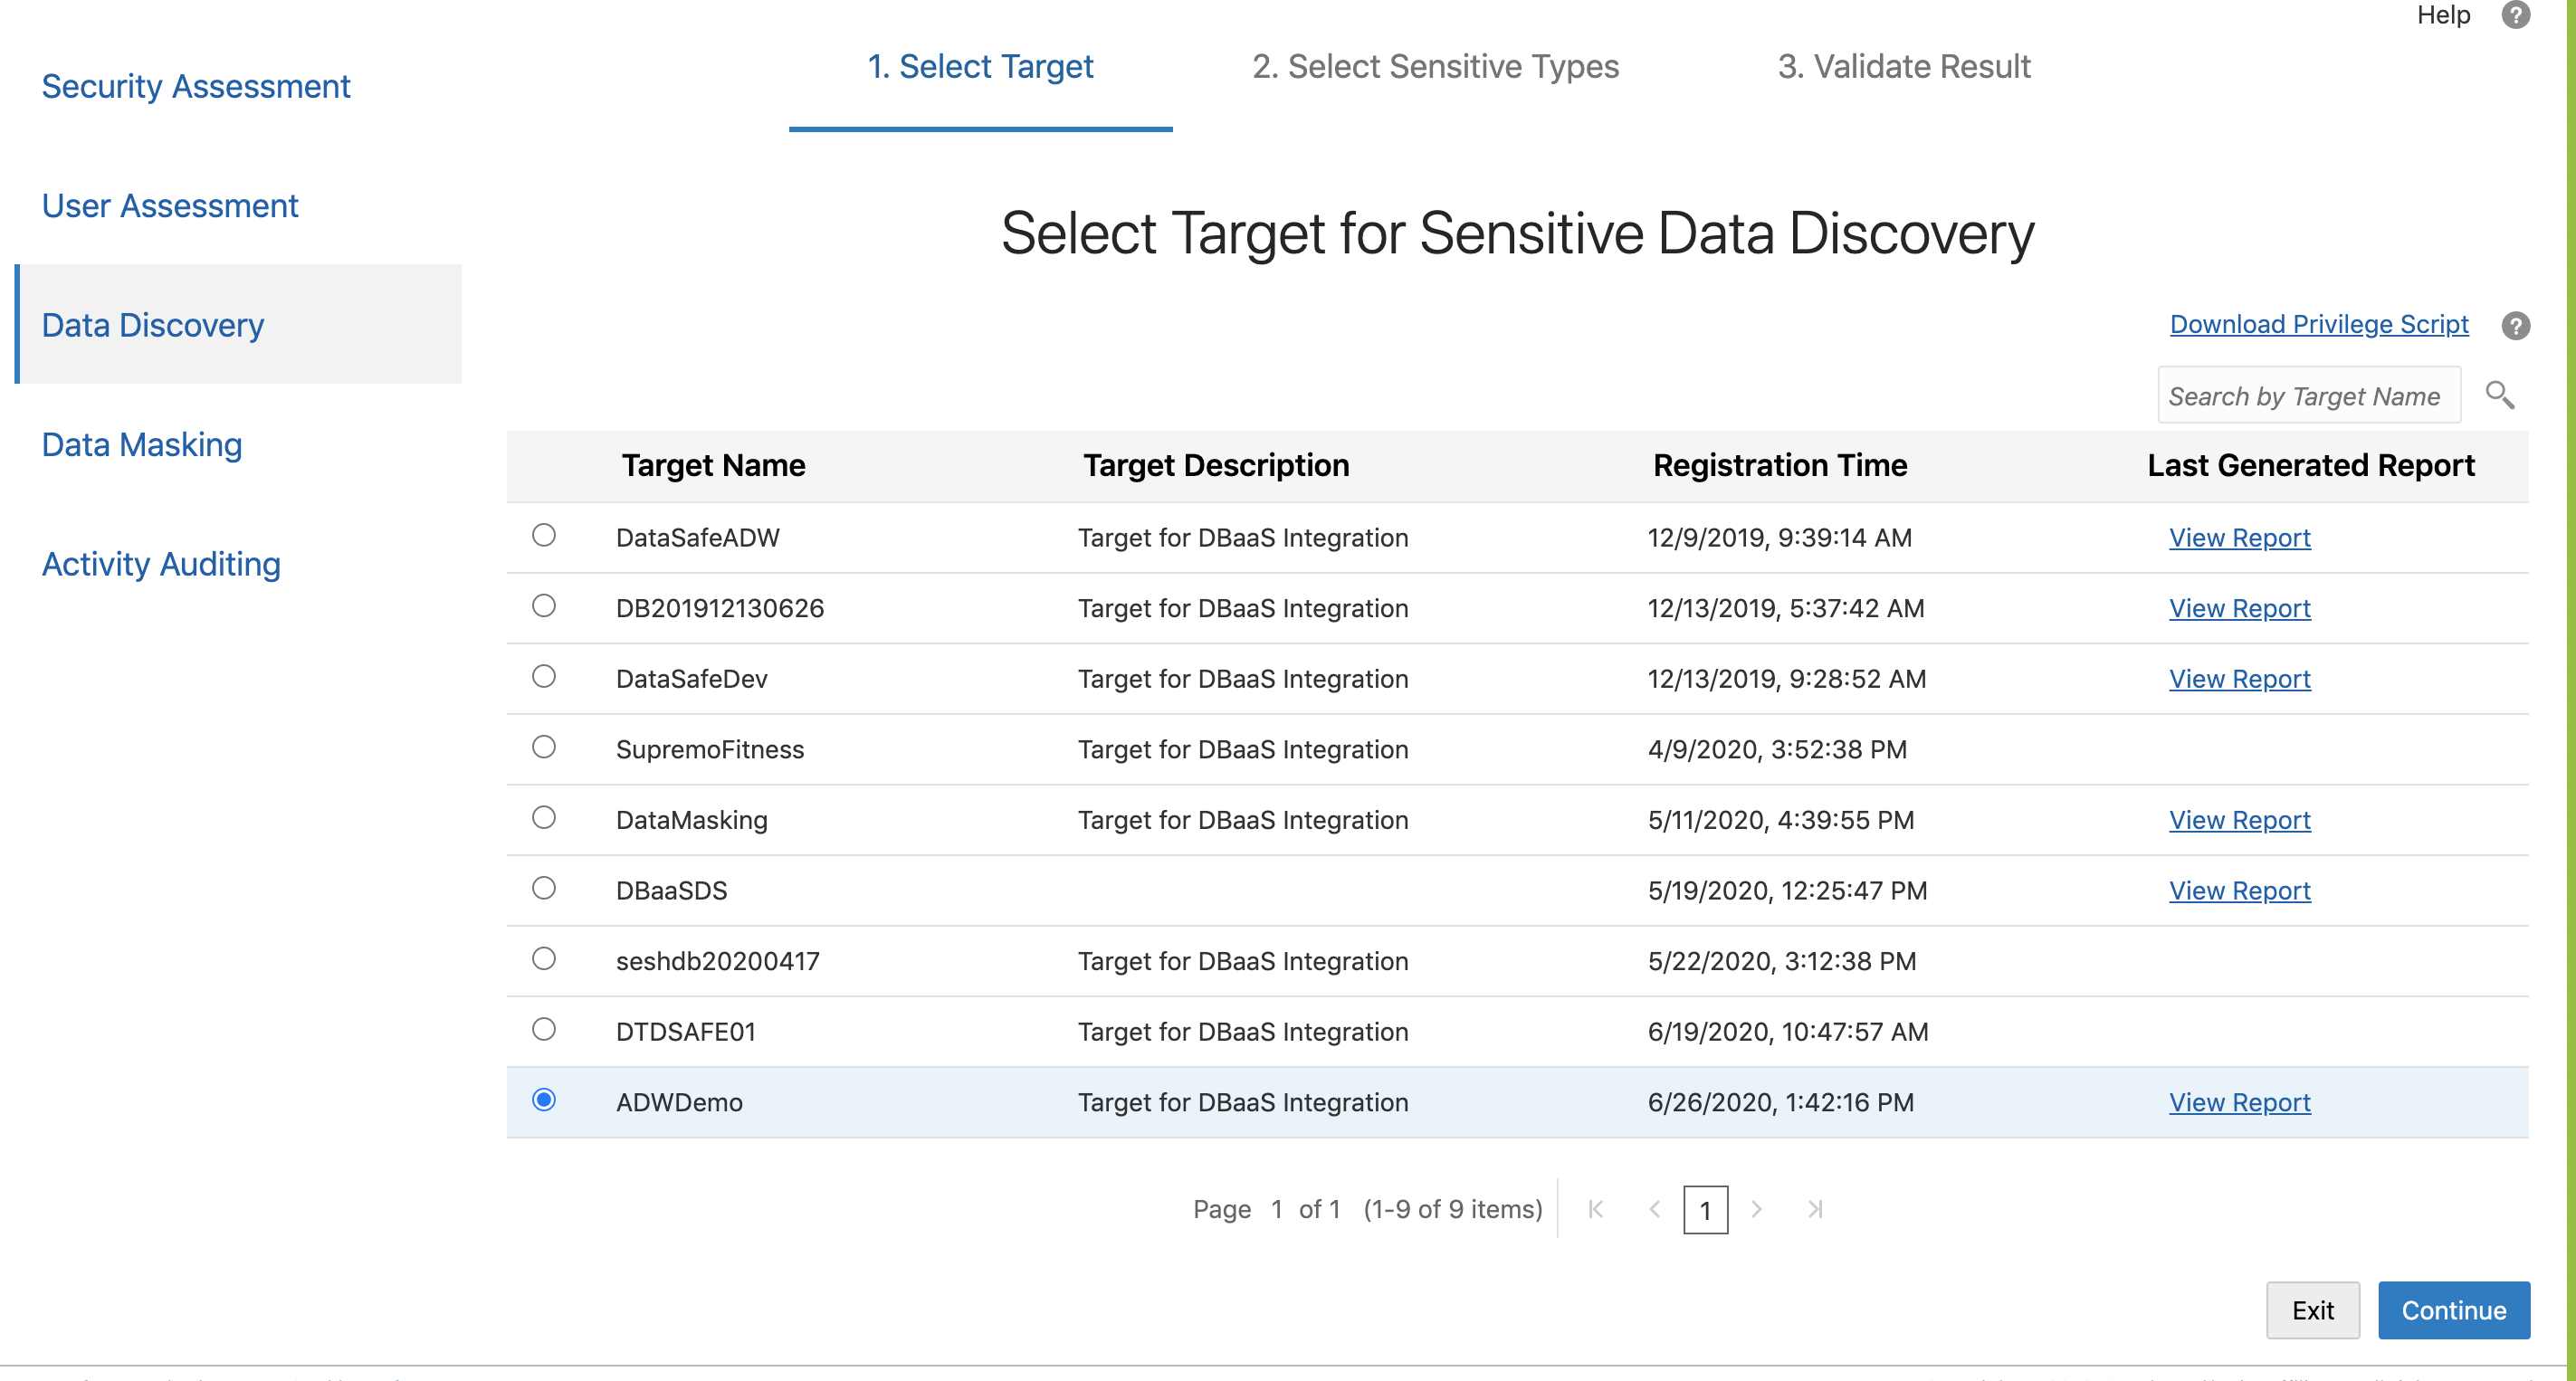 Help ?
Security Assessment
User Assessment
Data Discovery
Data Masking
Activity Auditing
1. Select Target 2. Select Sensitive Types 3. Validate Result
Select Target for Sensitive Data Discovery
Download Privilege Script ?
Search by Target Name
Target Name Target Description Registration Time Last Generated Report
DataSafeADW Target for DBaaS Integration 12/9/2019, 9:39:14 AM View Report
DB201912130626 Target for DBaaS Integration 12/13/2019, 5:37:42 AM View Report
DataSafeDev Target for DBaaS Integration 12/13/2019, 9:28:52 AM View Report
SupremoFitness Target for DBaaS Integration 4/9/2020, 3:52:38 PM
DataMasking Target for DBaaS Integration 5/11/2020, 4:39:55 PM View Report
DBaaSDS 5/19/2020, 12:25:47 PM View Report
seshdb20200417 Target for DBaaS Integration 5/22/2020, 3:12:38 PM
DTDSAFE01 Target for DBaaS Integration 6/19/2020, 10:47:57 AM
ADWDemo Target for DBaaS Integration 6/26/2020, 1:42:16 PM View Report
Page 1 of 1 (1-9 of 9 items) 1
Exit Continue